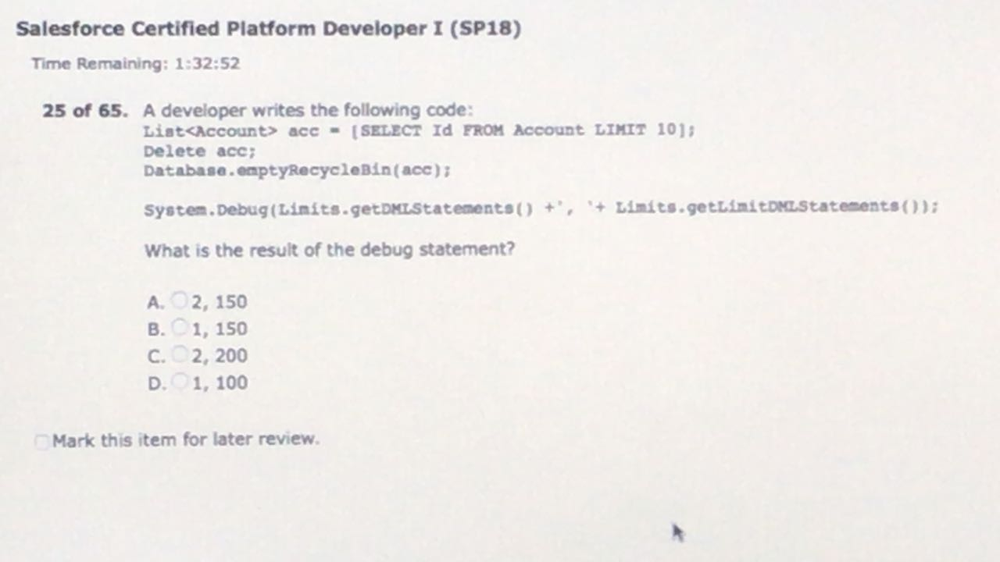 Salesforce Certified Platform Developer I (SP18)
Time Remaining: 1:32:52
25 of 65. A developer writes the following code:
List<Account> acc = [SELECT Id FROM Account LIMIT 10];
Delete acc;
Database.emptyRecycleBin(acc);
System.Debug(Limits.getDMLStatements() +', '+ Limits.getLimitDMLStatements());
What is the result of the debug statement?
A. 2, 150
B. 1, 150
C. 2, 200
D. 1, 100
Mark this item for later review.